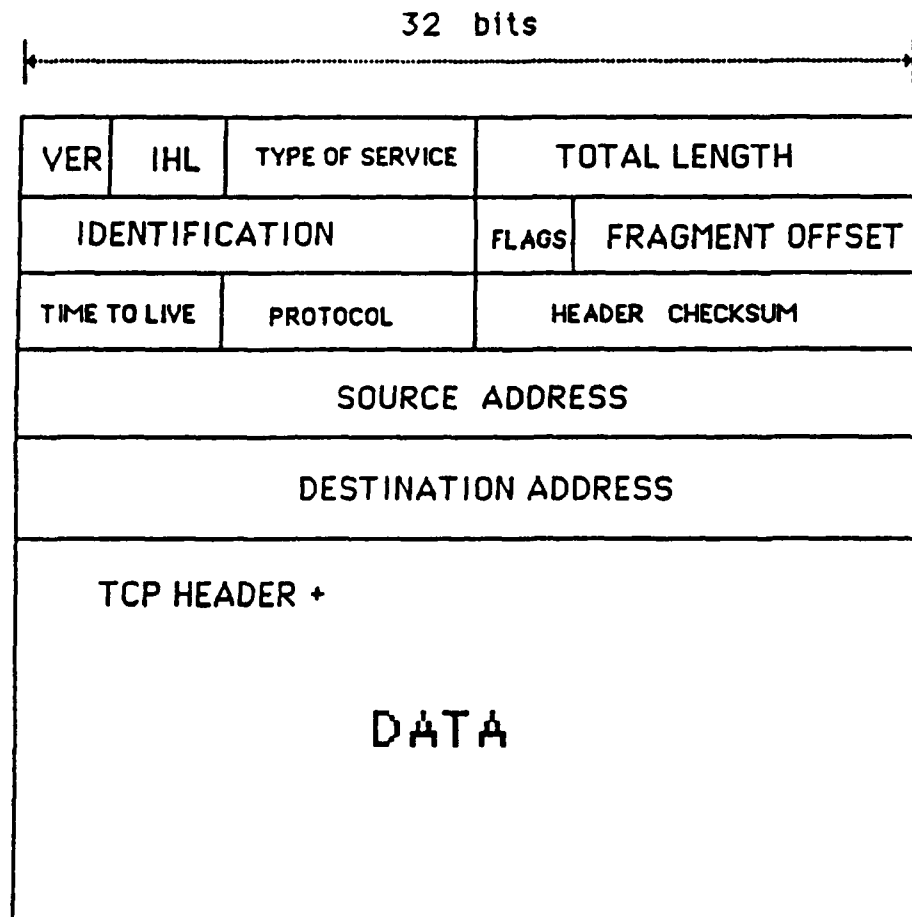 32 bits
VER IHL TYPE OF SERVICE TOTAL LENGTH
IDENTIFICATION FLAGS FRAGMENT OFFSET
TIME TO LIVE PROTOCOL HEADER CHECKSUM
SOURCE ADDRESS
DESTINATION ADDRESS
TCP HEADER +
DATA